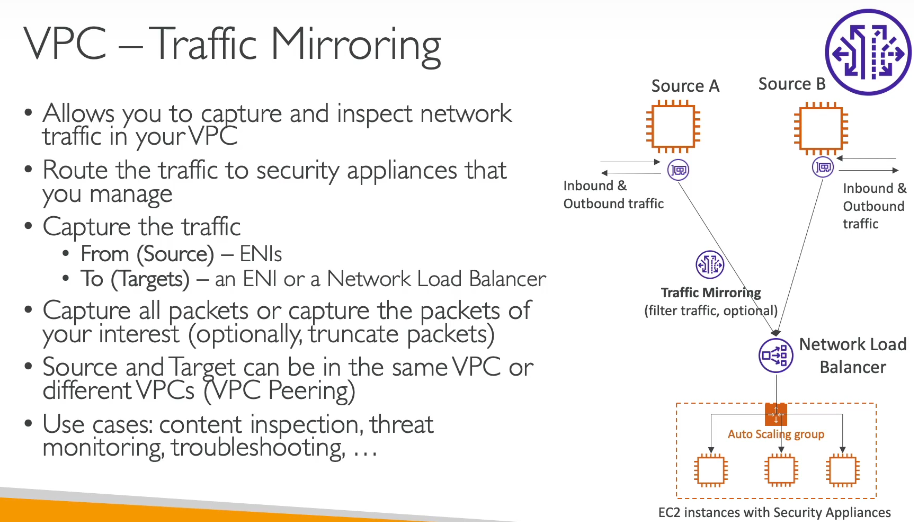 VPC – Traffic Mirroring
• Allows you to capture and inspect network
traffic in your VPC
• Route the traffic to security appliances that
you manage
• Capture the traffic
• From (Source) – ENIs
• To (Targets) – an ENI or a Network Load Balancer
• Capture all packets or capture the packets of
your interest (optionally, truncate packets)
• Source and Target can be in the same VPC or
different VPCs (VPC Peering)
• Use cases: content inspection, threat
monitoring, troubleshooting, …
Source A
Source B
Inbound &
Outbound traffic
Inbound &
Outbound
traffic
Traffic Mirroring
(filter traffic, optional)
Network Load
Balancer
Auto Scaling group
EC2 instances with Security Appliances